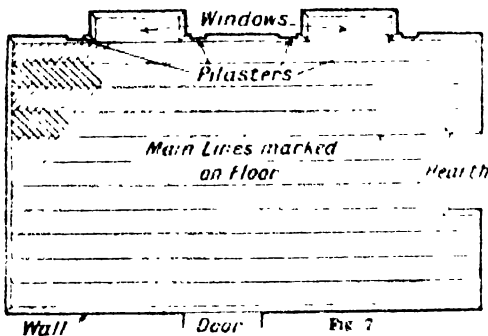 Windows
Pilasters
Main Lines marked
on Floor
Hearth
Wall
Door
Fig 7